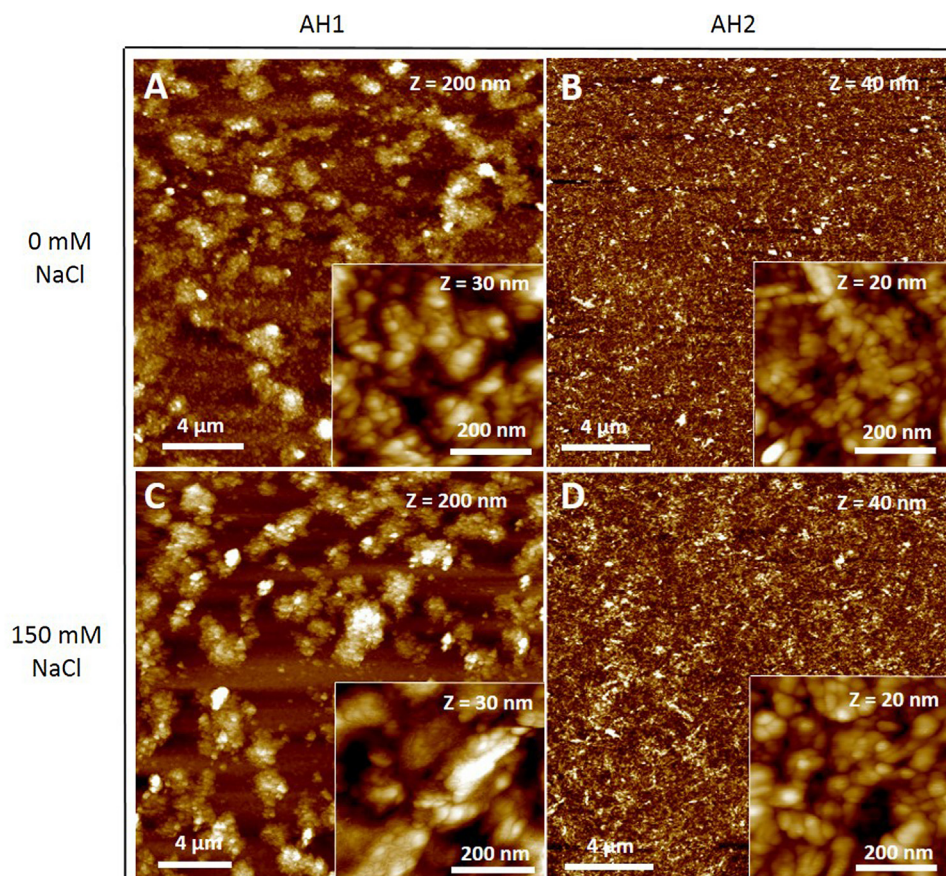 AH1
AH2
A
Z = 200 nm
B
Z = 40 nm
0 mM
NaCl
Z = 30 nm
Z = 20 nm
4 μm
200 nm
4 μm
200 nm
C
Z = 200 nm
D
Z = 40 nm
150 mM
NaCl
Z = 30 nm
Z = 20 nm
4 μm
200 nm
4 μm
200 nm